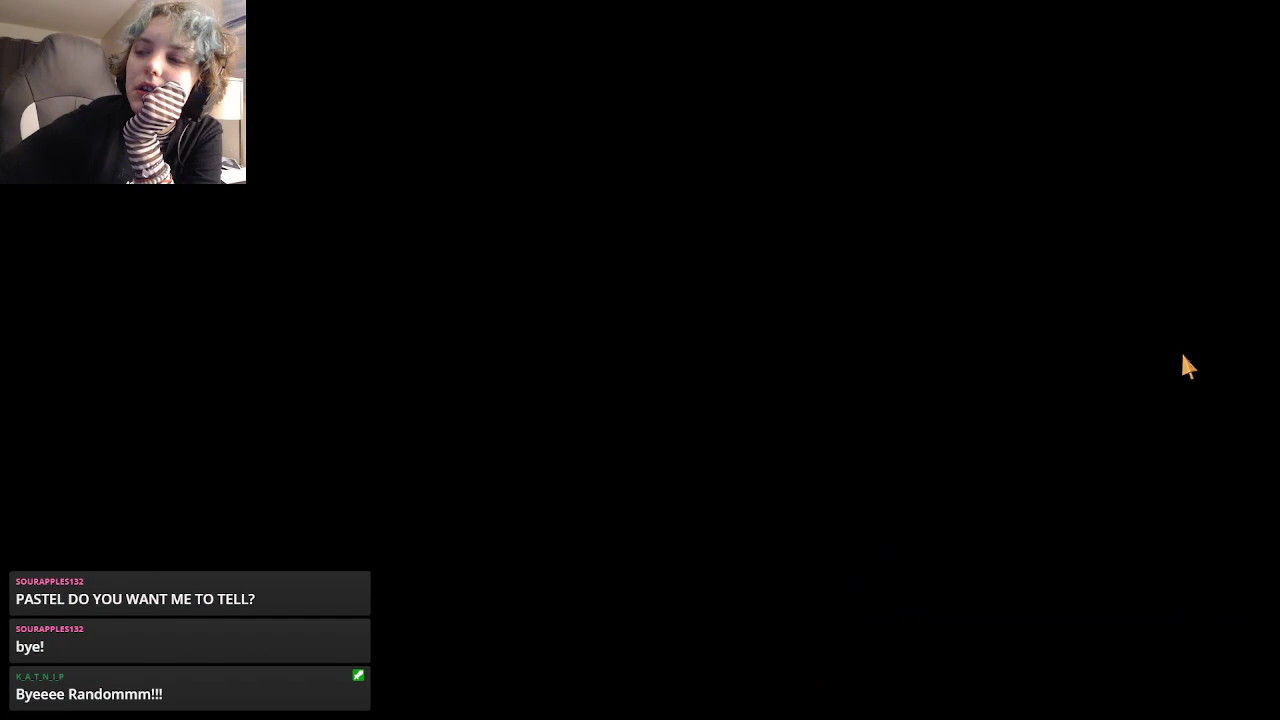 SOURAPPLES132
PASTEL DO YOU WANT ME TO TELL?
SOURAPPLES132
bye!
K_A_T_N_I_P
Byeeee Randommm!!!